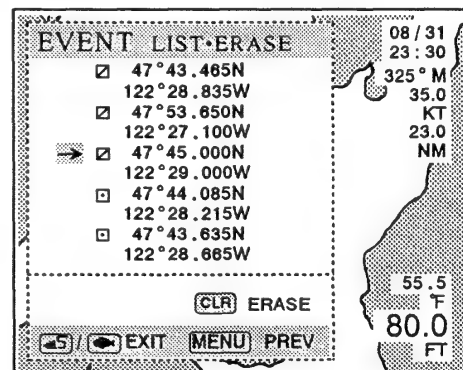 EVENT LIST•ERASE
47°43.465N
122°28.835W
47°53.650N
122°27.100W
47°45.000N
122°29.000W
47°44.085N
122°28.215W
47°43.635N
122°28.665W
CLR ERASE
5 / EXIT MENU PREV
08/31
23:30
325°M
35.0
KT
23.0
NM
55.5
°F
80.0
FT